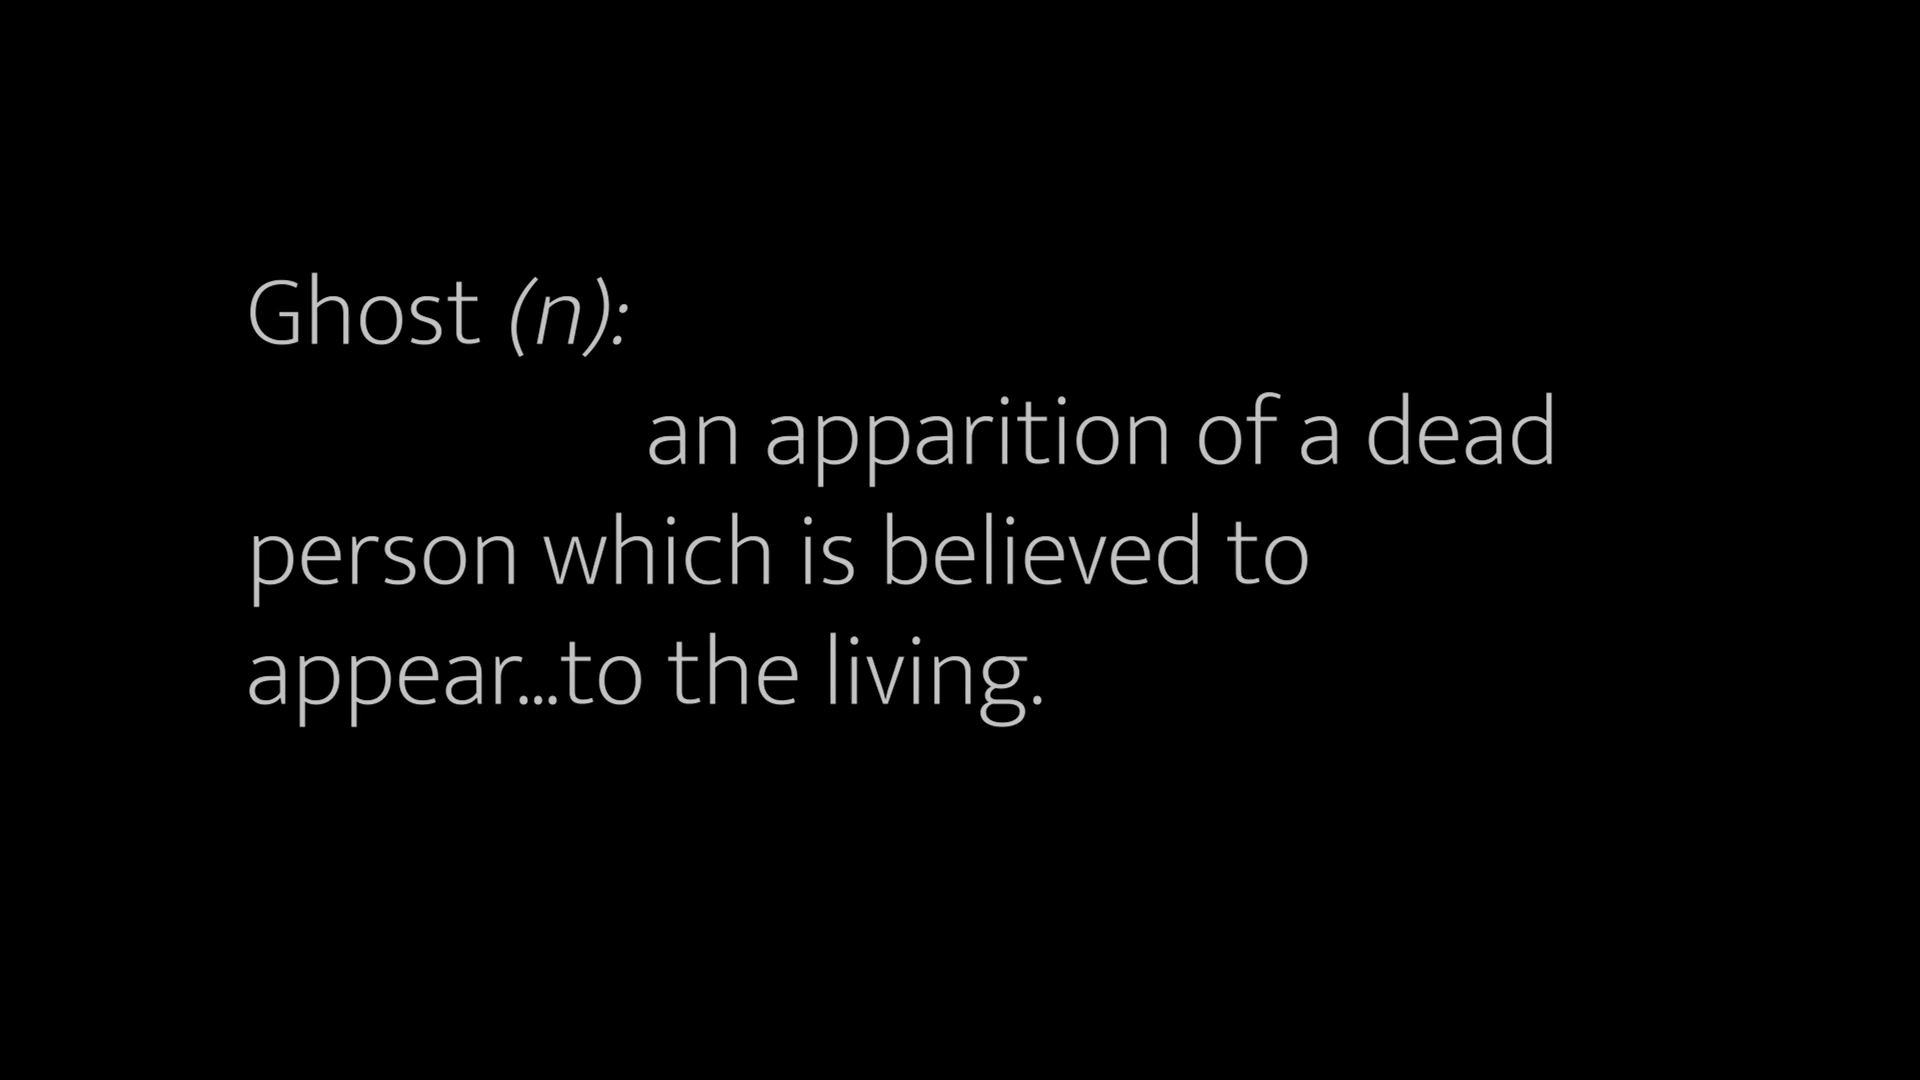 Ghost (n):
an apparition of a dead
person which is believed to
appear...to the living.